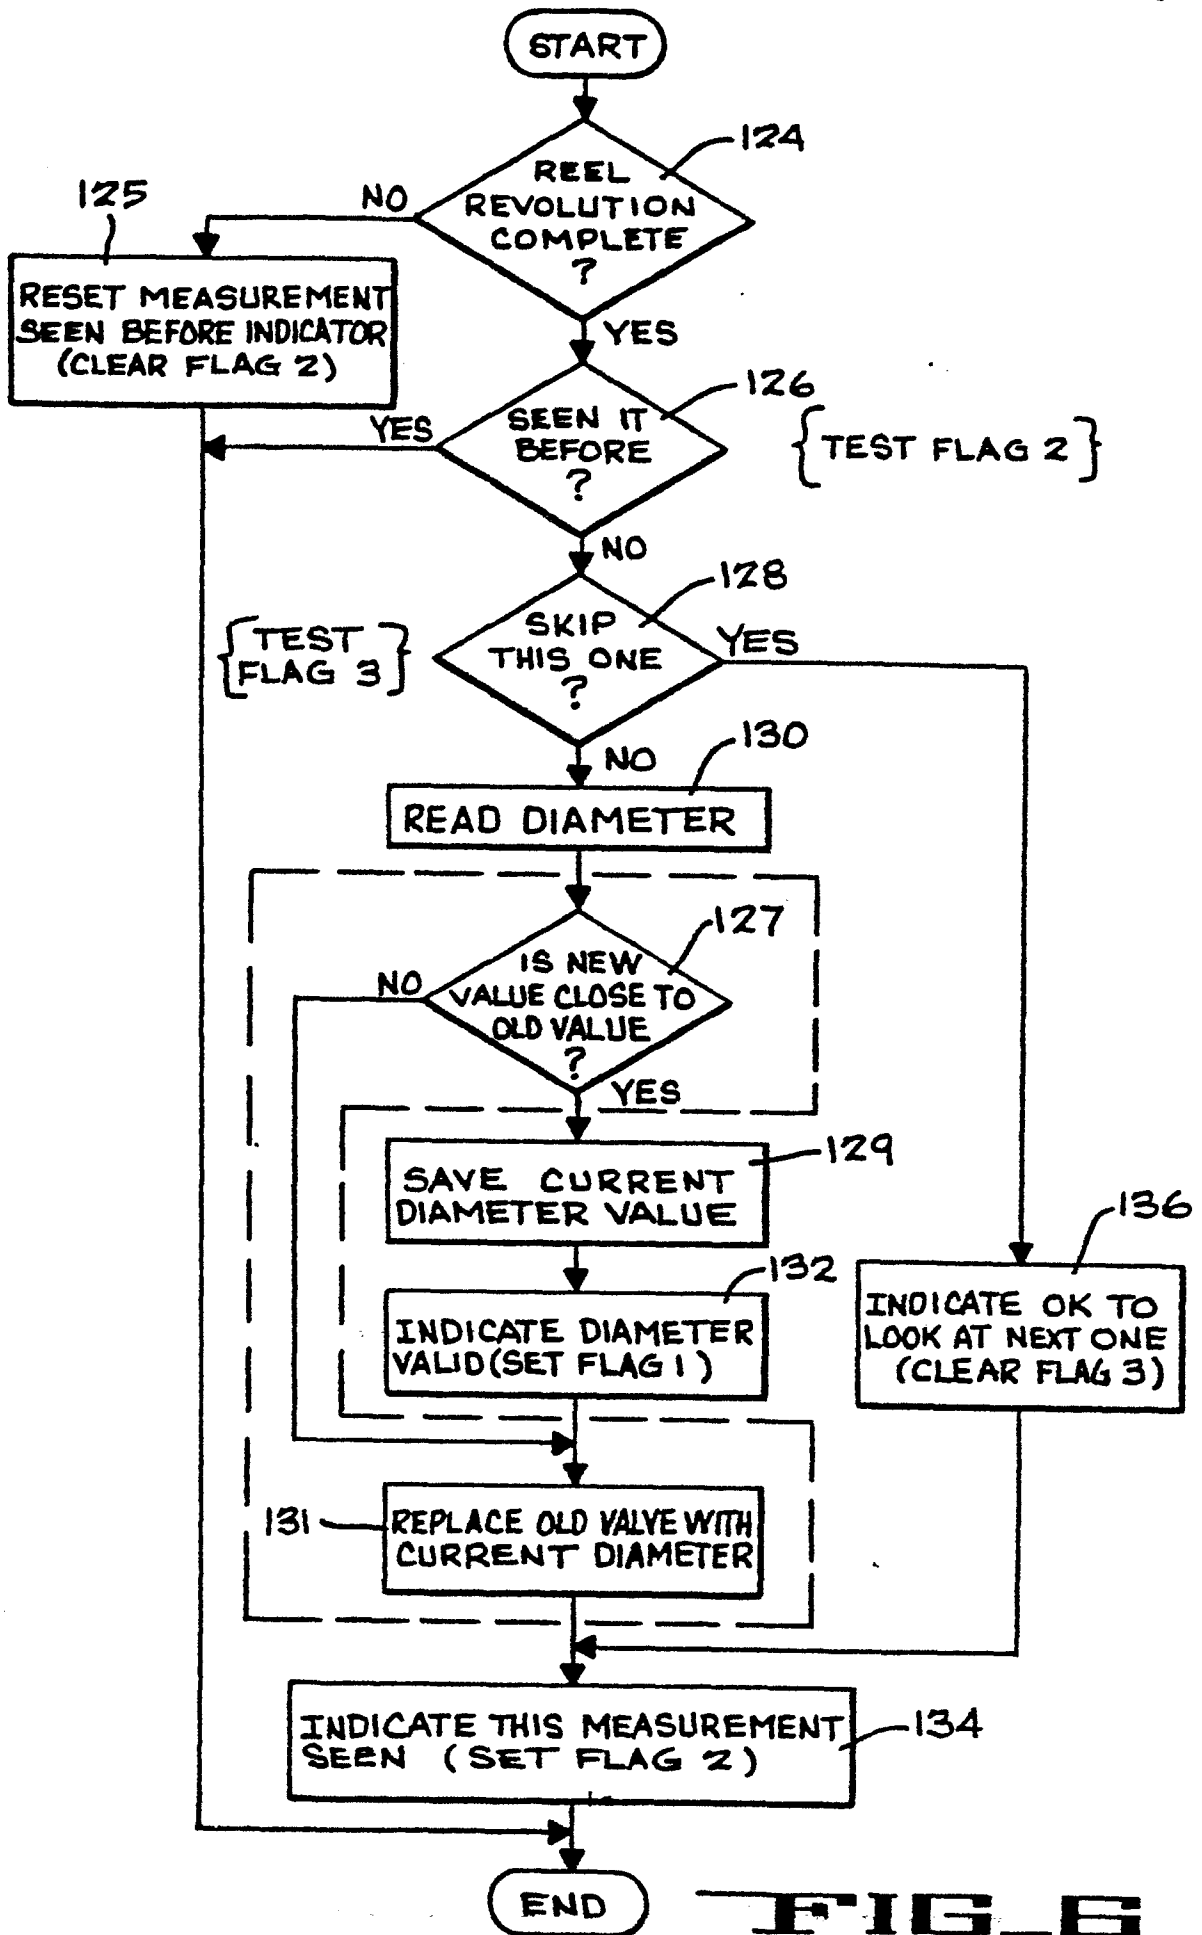 START
124
REEL
REVOLUTION
COMPLETE
?
NO
125
RESET MEASUREMENT
SEEN BEFORE INDICATOR
(CLEAR FLAG 2)
YES
126
SEEN IT
BEFORE
?
YES
{TEST FLAG 2}
NO
128
SKIP
THIS ONE
?
YES
{TEST
FLAG 3}
NO
130
READ DIAMETER
127
IS NEW
VALUE CLOSE TO
OLD VALUE
?
NO
YES
129
SAVE CURRENT
DIAMETER VALUE
136
132
INDICATE DIAMETER
VALID (SET FLAG 1)
INDICATE OK TO
LOOK AT NEXT ONE
(CLEAR FLAG 3)
131
REPLACE OLD VALVE WITH
CURRENT DIAMETER
INDICATE THIS MEASUREMENT
SEEN (SET FLAG 2)
134
END
FIG_6